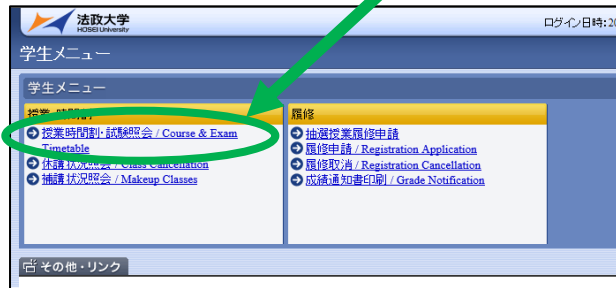 法政大学
HOSEI University
ログイン日時:20
学生メニュー
学生メニュー
授業・時間割
授業時間割・試験照会 / Course & Exam
Timetable
休講状況照会 / Class Cancellation
補講状況照会 / Makeup Classes
履修
抽選授業履修申請
履修申請 / Registration Application
履修取消 / Registration Cancellation
成績通知書印刷 / Grade Notification
その他・リンク